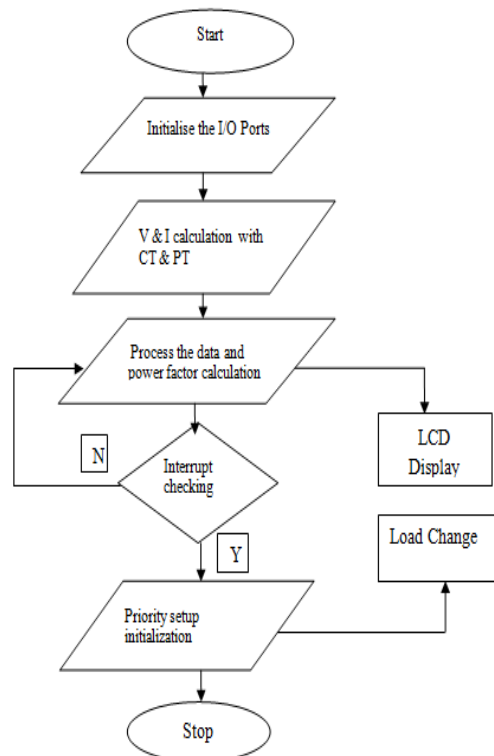 Start
Initialise the I/O Ports
V & I calculation with
CT & PT
Process the data and
power factor calculation
N
Interrupt
checking
LCD
Display
Load Change
Y
Priority setup
initialization
Stop